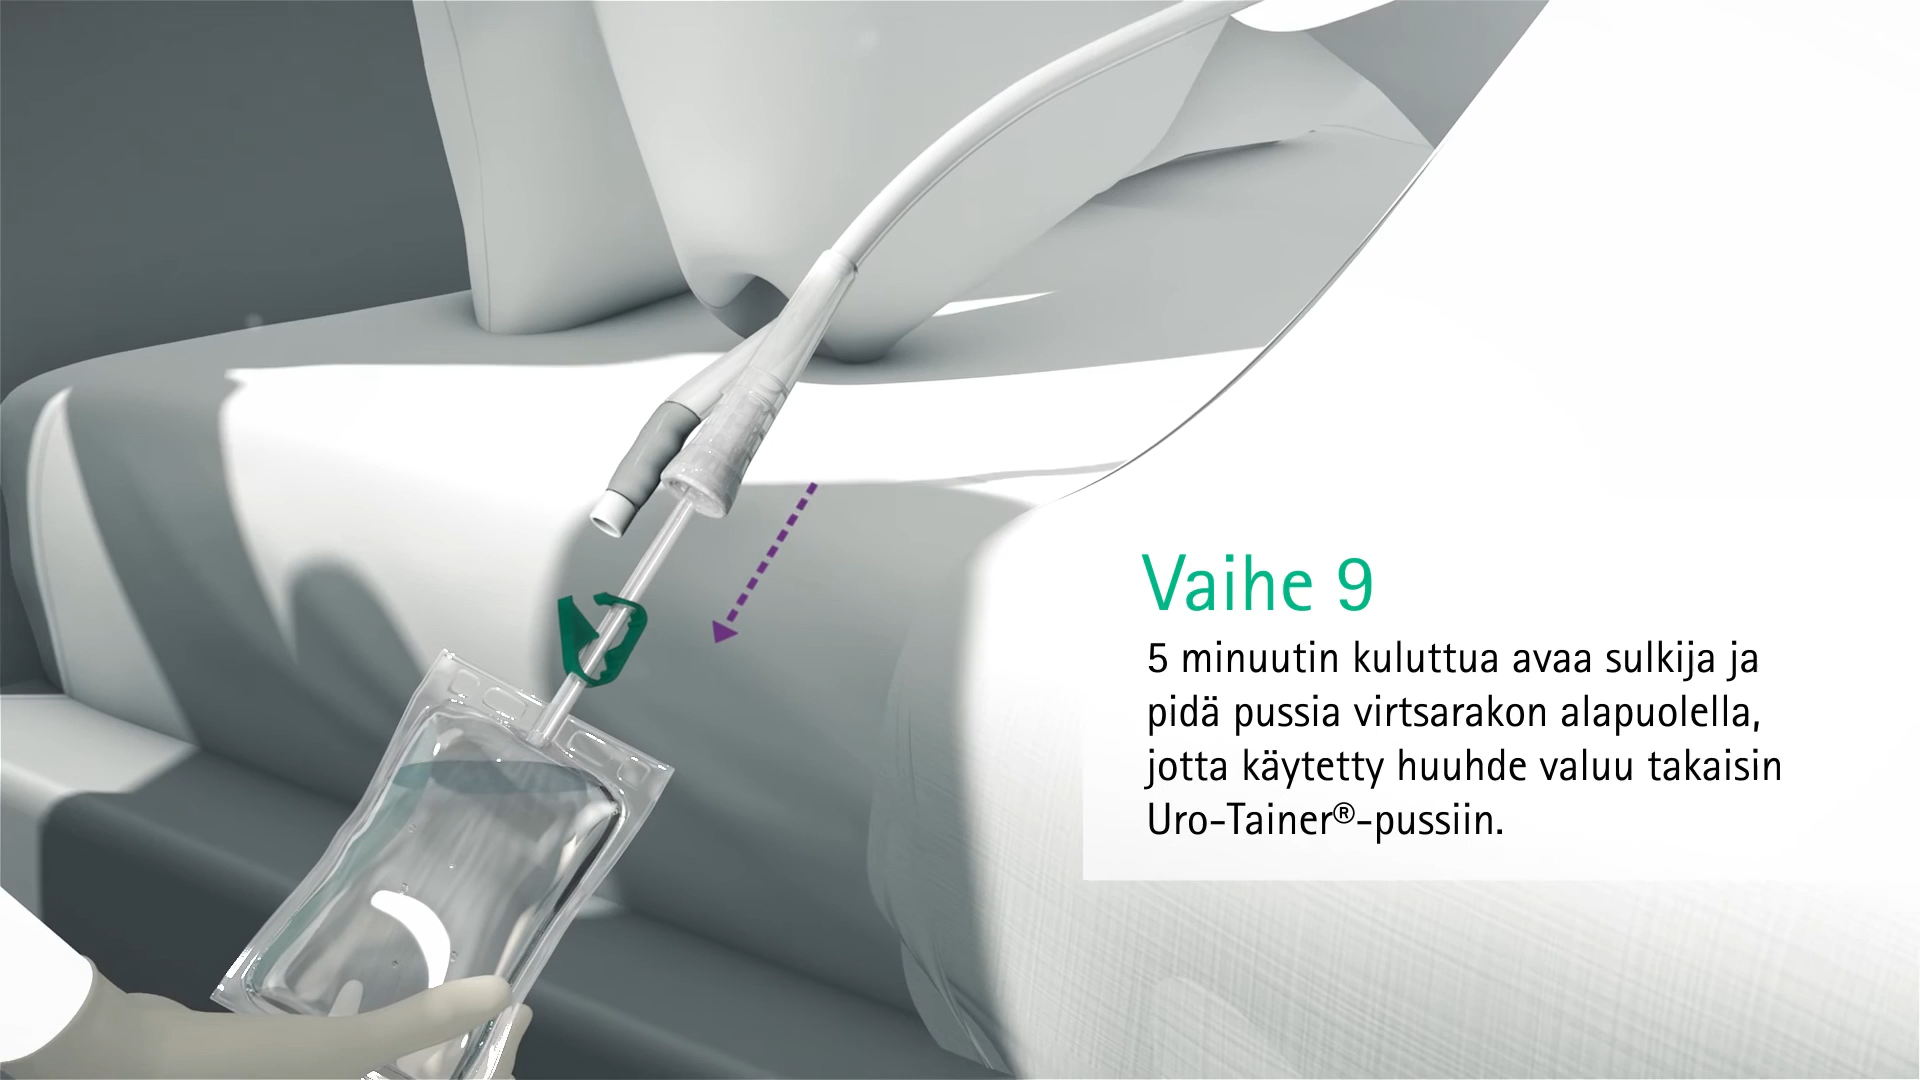 Vaihe 9
5 minuutin kuluttua avaa sulkija ja
pidä pussia virtsarakon alapuolella,
jotta käytetty huuhde valuu takaisin
Uro-Tainer®-pussiin.